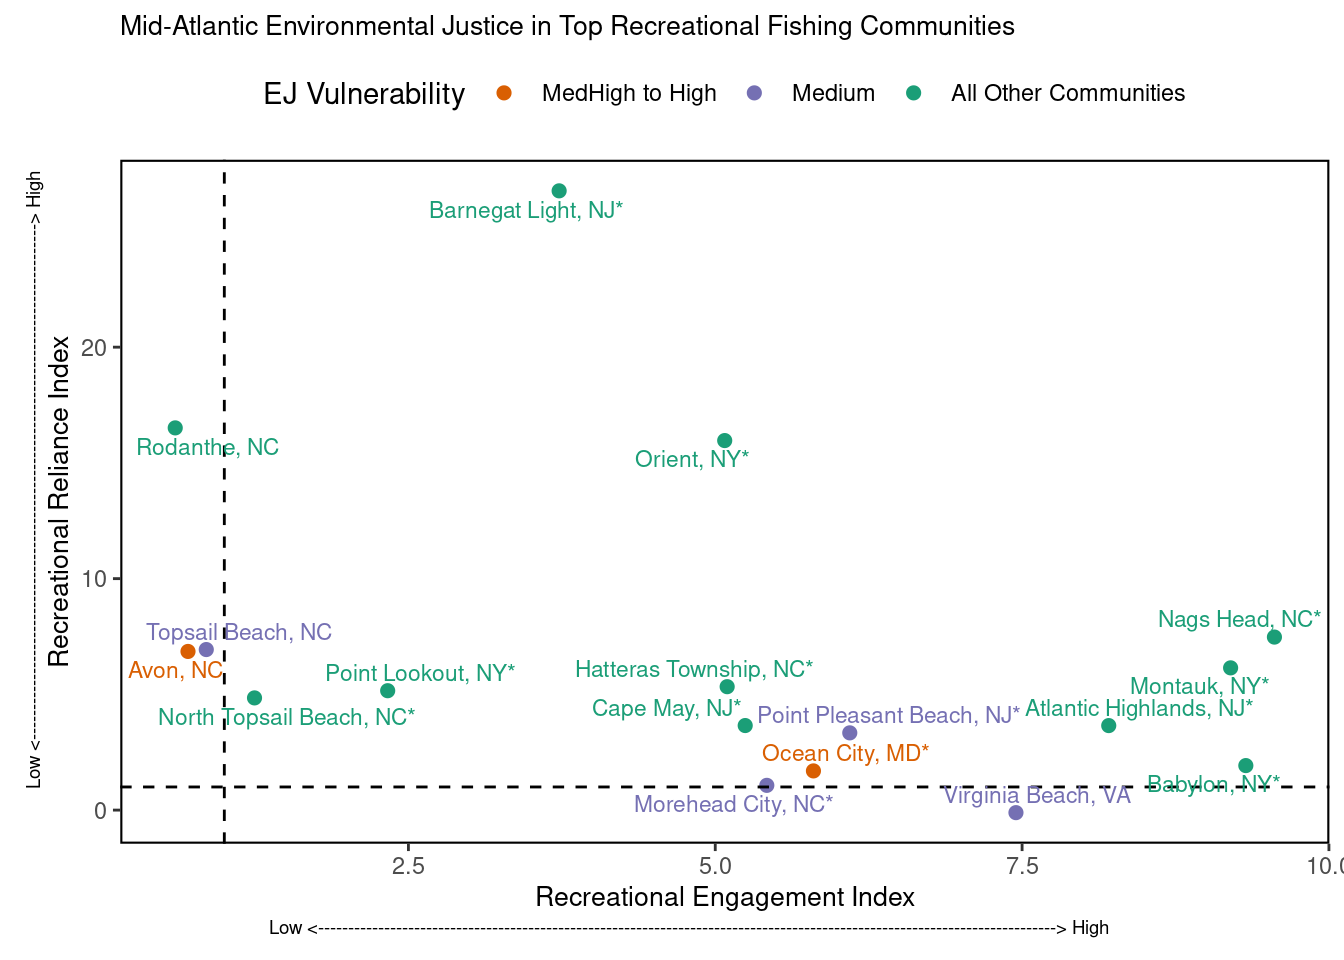 Mid-Atlantic Environmental Justice in Top Recreational Fishing Communities
EJ Vulnerability MedHigh to High Medium All Other Communities
Low <------------------------------------------------------------------------------------------> High
Recreational Reliance Index
20
10
0
Barnegat Light, NJ*
Rodanthe, NC
Orient, NY*
Nags Head, NC*
Topsail Beach, NC
Avon, NC
Point Lookout, NY*
Hatteras Township, NC*
Montauk, NY*
North Topsail Beach, NC*
Cape May, NJ*
Point Pleasant Beach, NJ*
Atlantic Highlands, NJ*
Ocean City, MD*
Babylon, NY*
Morehead City, NC*
Virginia Beach, VA
2.5
5.0
7.5
10.0
Recreational Engagement Index
Low <---------------------------------------------------------------------------------------------------------------------------> High